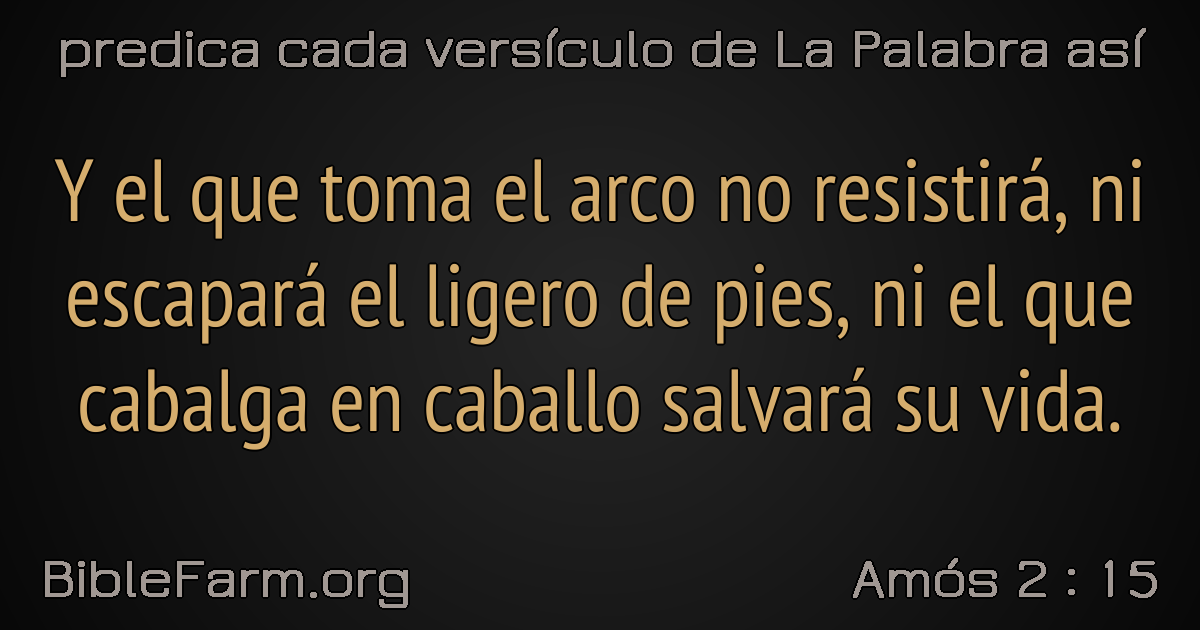 predica cada versículo de La Palabra así
Y el que toma el arco no resistirá, ni
escapará el ligero de pies, ni el que
cabalga en caballo salvará su vida.
BibleFarm.org
Amós 2 : 15